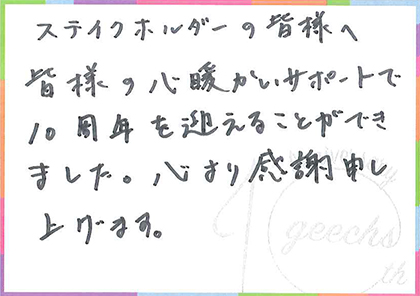 ステイクホルダーの皆様へ
皆様の心暖かいサポートで
10周年を迎えることができ
ました。心より感謝申し
上げます。
10
anniversary
geechs
th